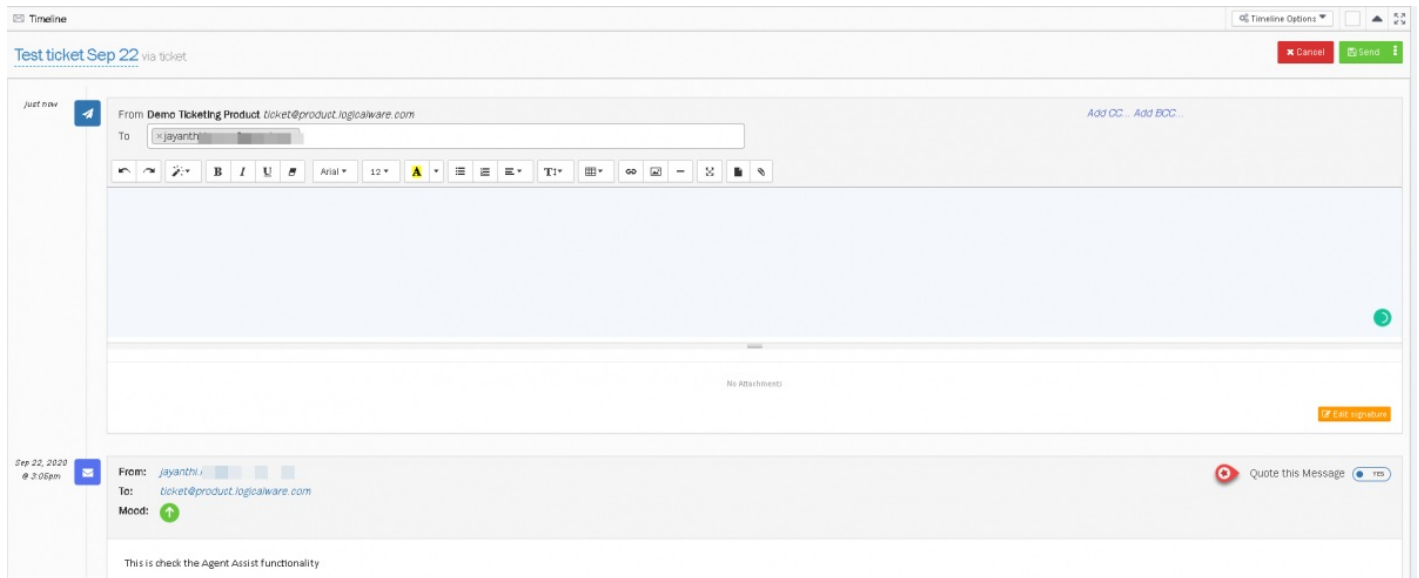 Timeline Timeline Options
Test ticket Sep 22 via ticket Cancel Send
just now
From Demo Ticketing Product ticket@product.logicalware.com Add CC... Add BCC...
To ×jayanthi
B I U Arial 12 A T
No Attachments
Edit signature
Sep 22, 2020
@ 3:05pm
From: jayanthi. Quote this Message YES
To: ticket@product.logicalware.com
Mood:
This is check the Agent Assist functionality